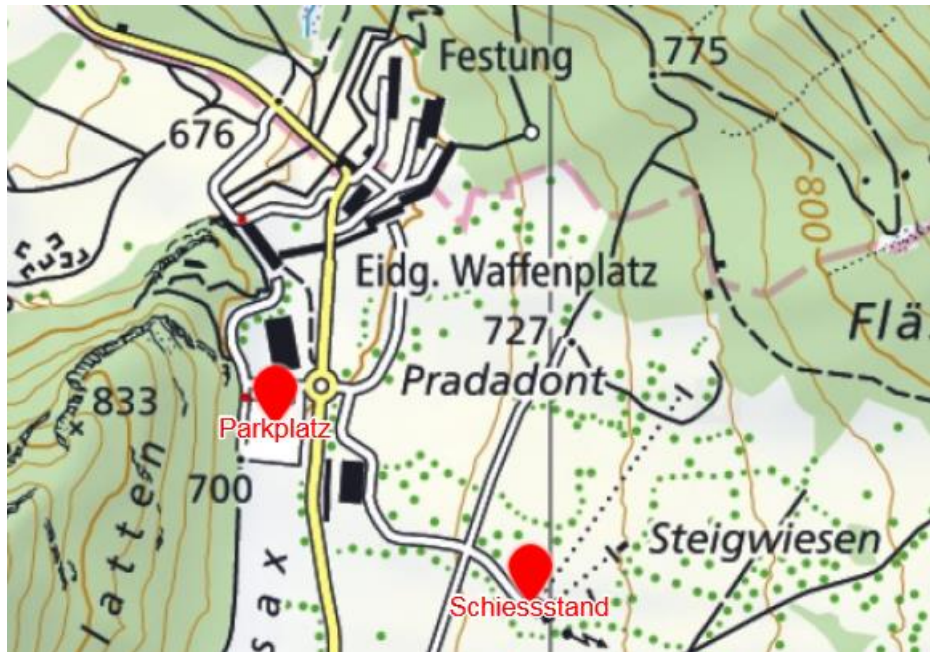 Festung
775
676
800
Eidg. Waffenplatz
727
Flä
Pradadont
833
Parkplatz
700
latten
Steigwiesen
sax
Schiessstand